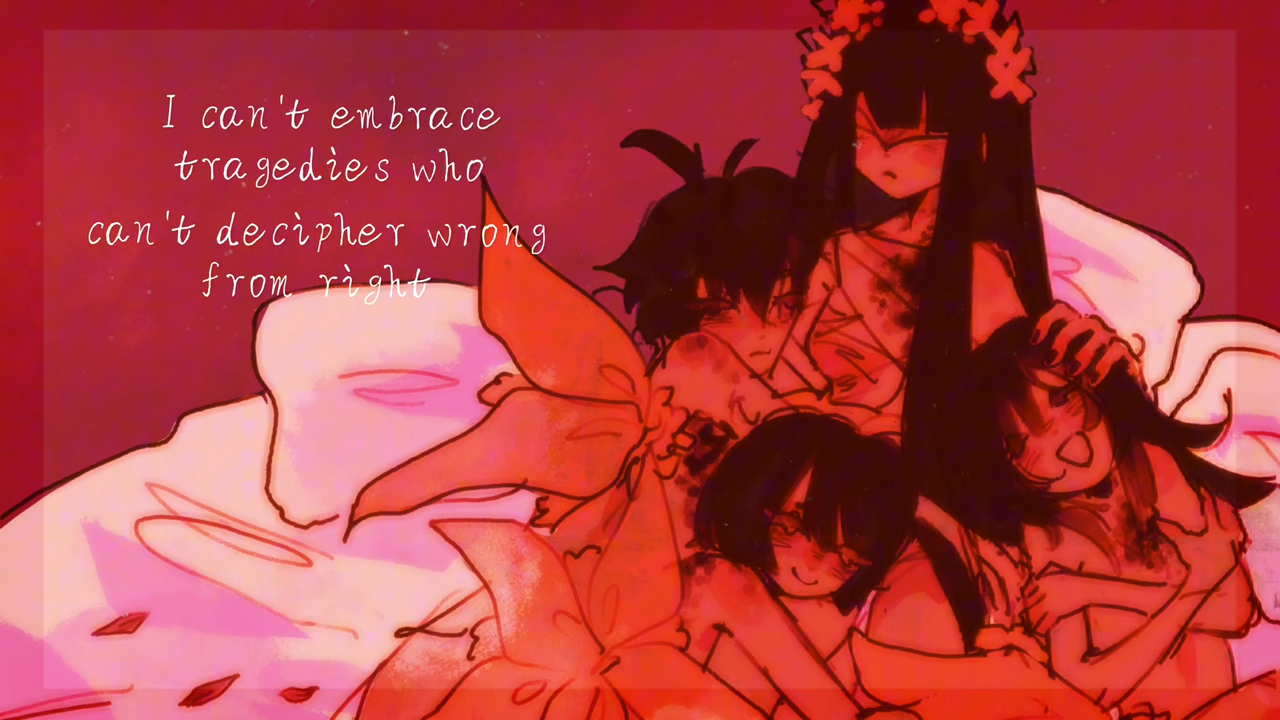 I can't embrace
tragedies who
can't decipher wrong
from right